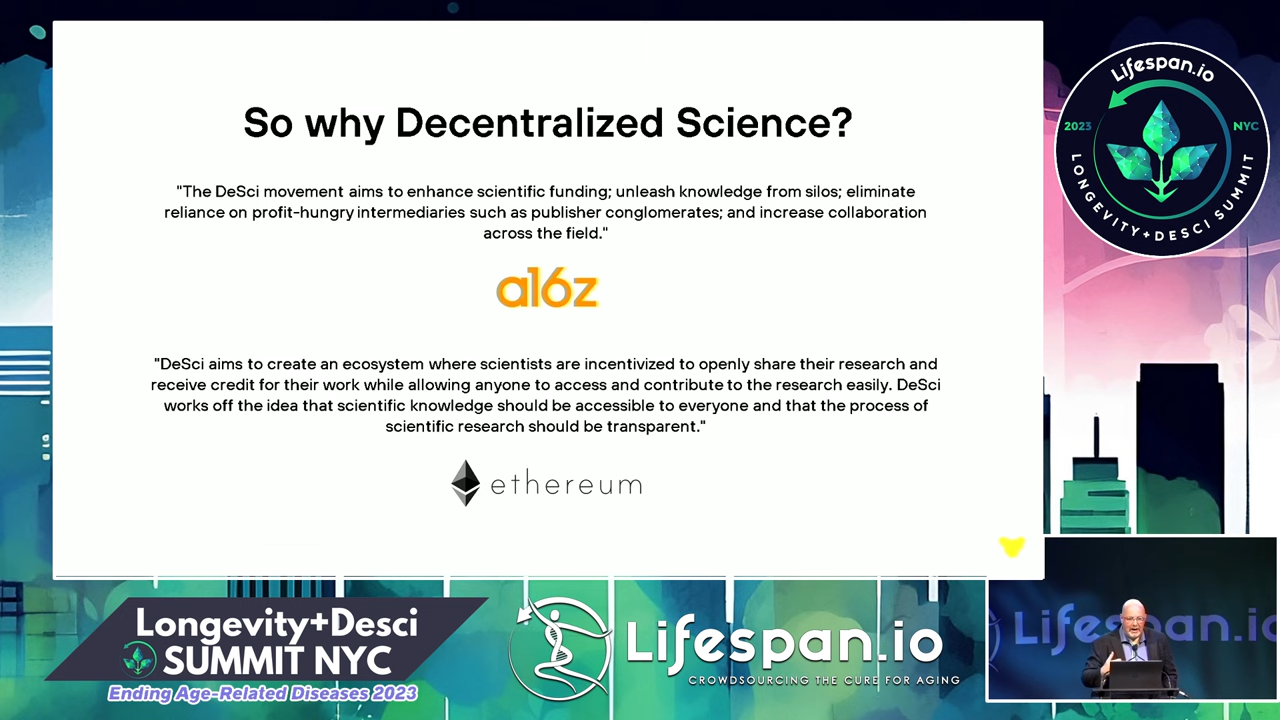 So why Decentralized Science?
"The DeSci movement aims to enhance scientific funding; unleash knowledge from silos; eliminate
reliance on profit-hungry intermediaries such as publisher conglomerates; and increase collaboration
across the field."
a16z
"DeSci aims to create an ecosystem where scientists are incentivized to openly share their research and
receive credit for their work while allowing anyone to access and contribute to the research easily. DeSci
works off the idea that scientific knowledge should be accessible to everyone and that the process of
scientific research should be transparent."
ethereum
Lifespan.io
2023
NYC
LONGEVITY+DESCI SUMMIT
Longevity+Desci
SUMMIT NYC
Ending Age-Related Diseases 2023
Lifespan.io
CROWDSOURCING THE CURE FOR AGING
Lifespan.io